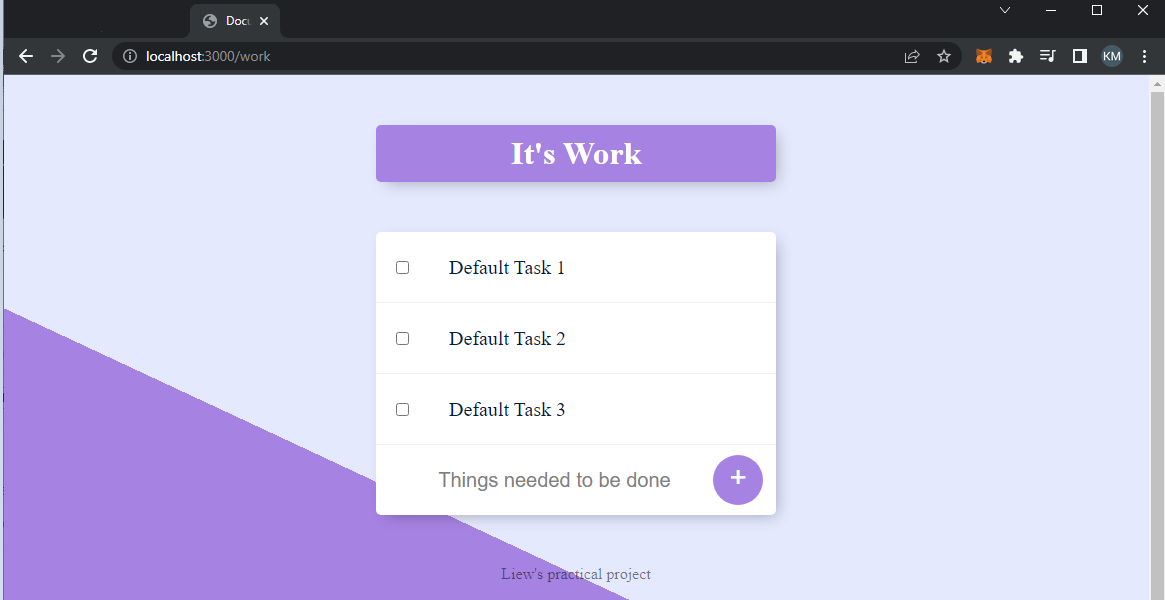 Docu
localhost:3000/work
KM
It's Work
Default Task 1
Default Task 2
Default Task 3
Things needed to be done
+
Liew's practical project